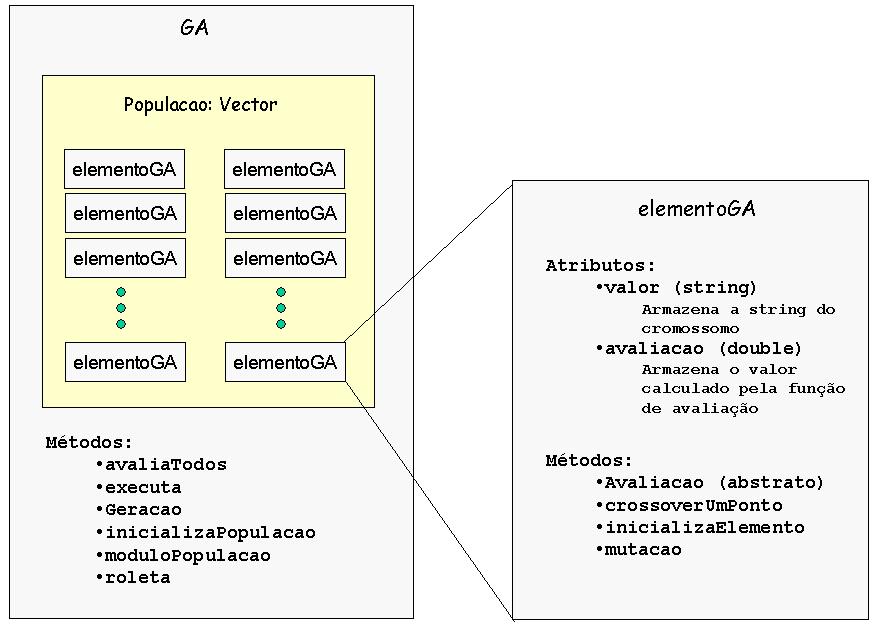 GA
Populacao: Vector
elementoGA elementoGA
elementoGA elementoGA
elementoGA elementoGA
elementoGA elementoGA
Métodos:
•avaliaTodos
•executa
•Geracao
•inicializaPopulacao
•moduloPopulacao
•roleta
elementoGA
Atributos:
•valor (string)
Armazena a string do
cromossomo
•avaliacao (double)
Armazena o valor
calculado pela função
de avaliação
Métodos:
•Avaliacao (abstrato)
•crossoverUmPonto
•inicializaElemento
•mutacao